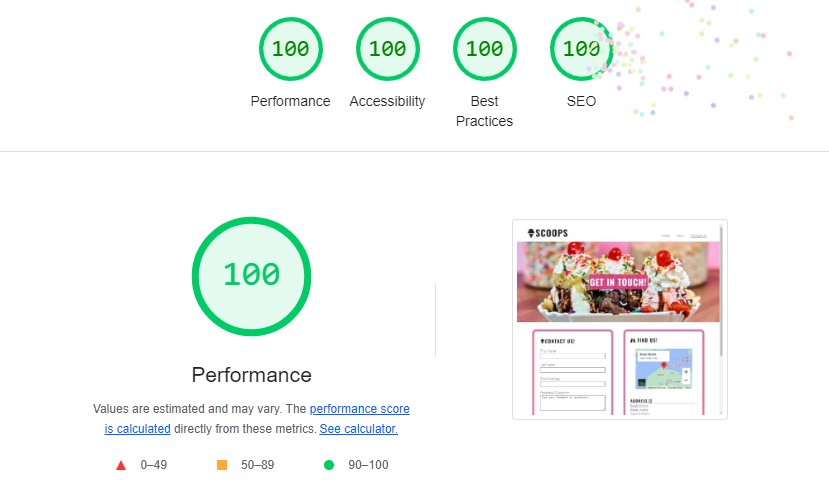 100
100
100
100
Performance
Accessibility
Best
Practices
SEO
100
Performance
Values are estimated and may vary. The performance score
is calculated directly from these metrics. See calculator.
0–49
50–89
90–100
SCOOPS
GET IN TOUCH!
CONTACT US!
FIND US!